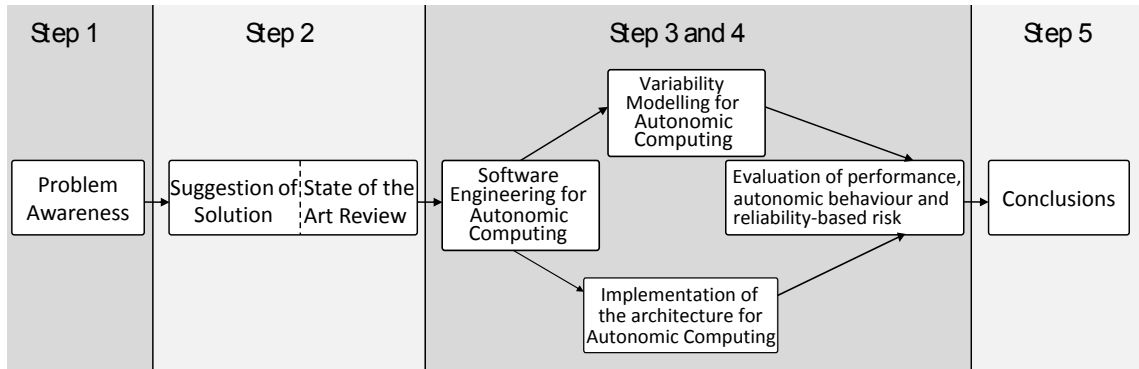 Step 1
Step 2
Step 3 and 4
Step 5
Problem
Awareness
Suggestion of
Solution
State of the
Art Review
Software
Engineering for
Autonomic
Computing
Variability
Modelling for
Autonomic
Computing
Implementation of
the architecture for
Autonomic Computing
Evaluation of performance,
autonomic behaviour and
reliability-based risk
Conclusions